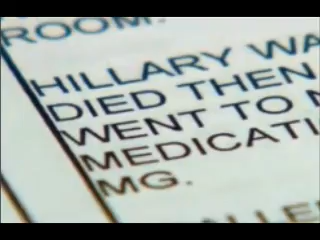 ROOM.
HILLARY WA
DIED THEN
WENT TO
MEDICATI
MG.